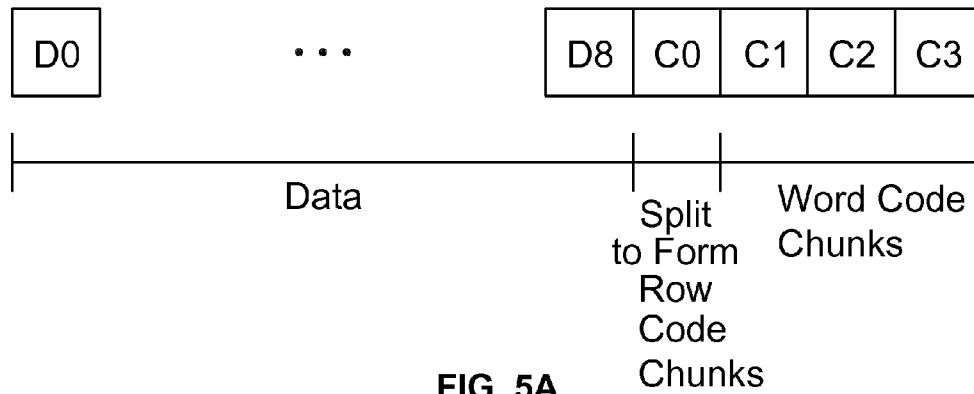 D0 ... D8 C0 C1 C2 C3
Data
Split
to Form
Row
Code
Chunks
Word Code
Chunks
FIG. 5A